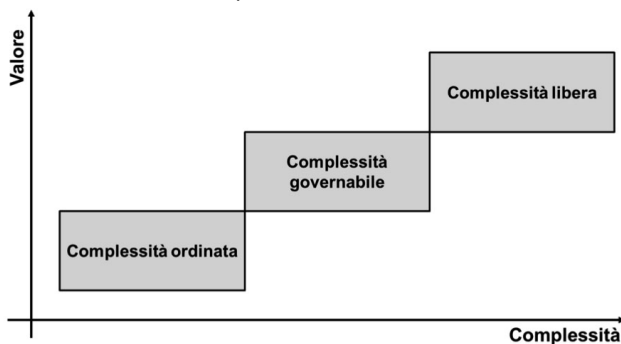 Valore
Complessità libera
Complessità
governabile
Complessità ordinata
Complessità